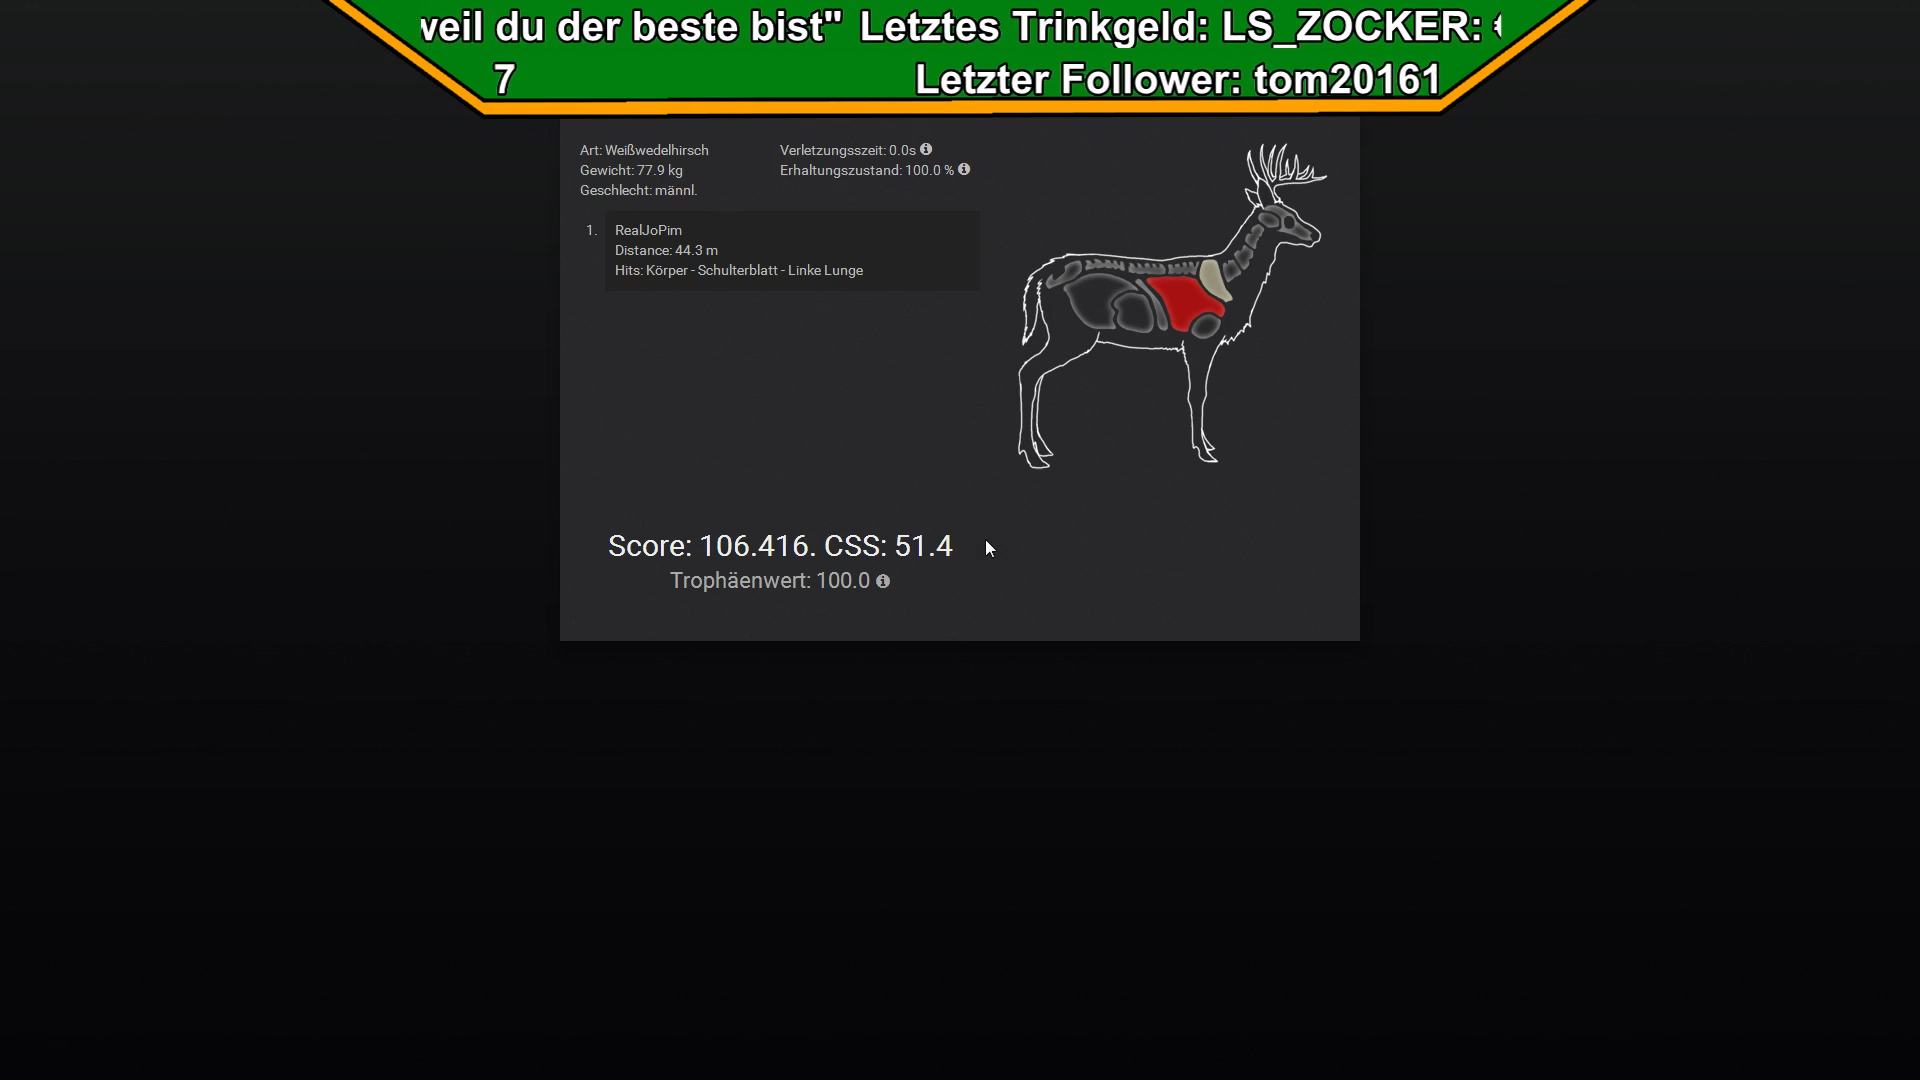 weil du der beste bist" Letztes Trinkgeld: LS_ZOCKER:
7 Letzter Follower: tom20161
Art: Weißwedelhirsch
Gewicht: 77.9 kg
Geschlecht: männl.
Verletzungsszeit: 0.0s
Erhaltungszustand: 100.0 %
1. RealJoPim
Distance: 44.3 m
Hits: Körper - Schulterblatt - Linke Lunge
Score: 106.416. CSS: 51.4
Trophäenwert: 100.0